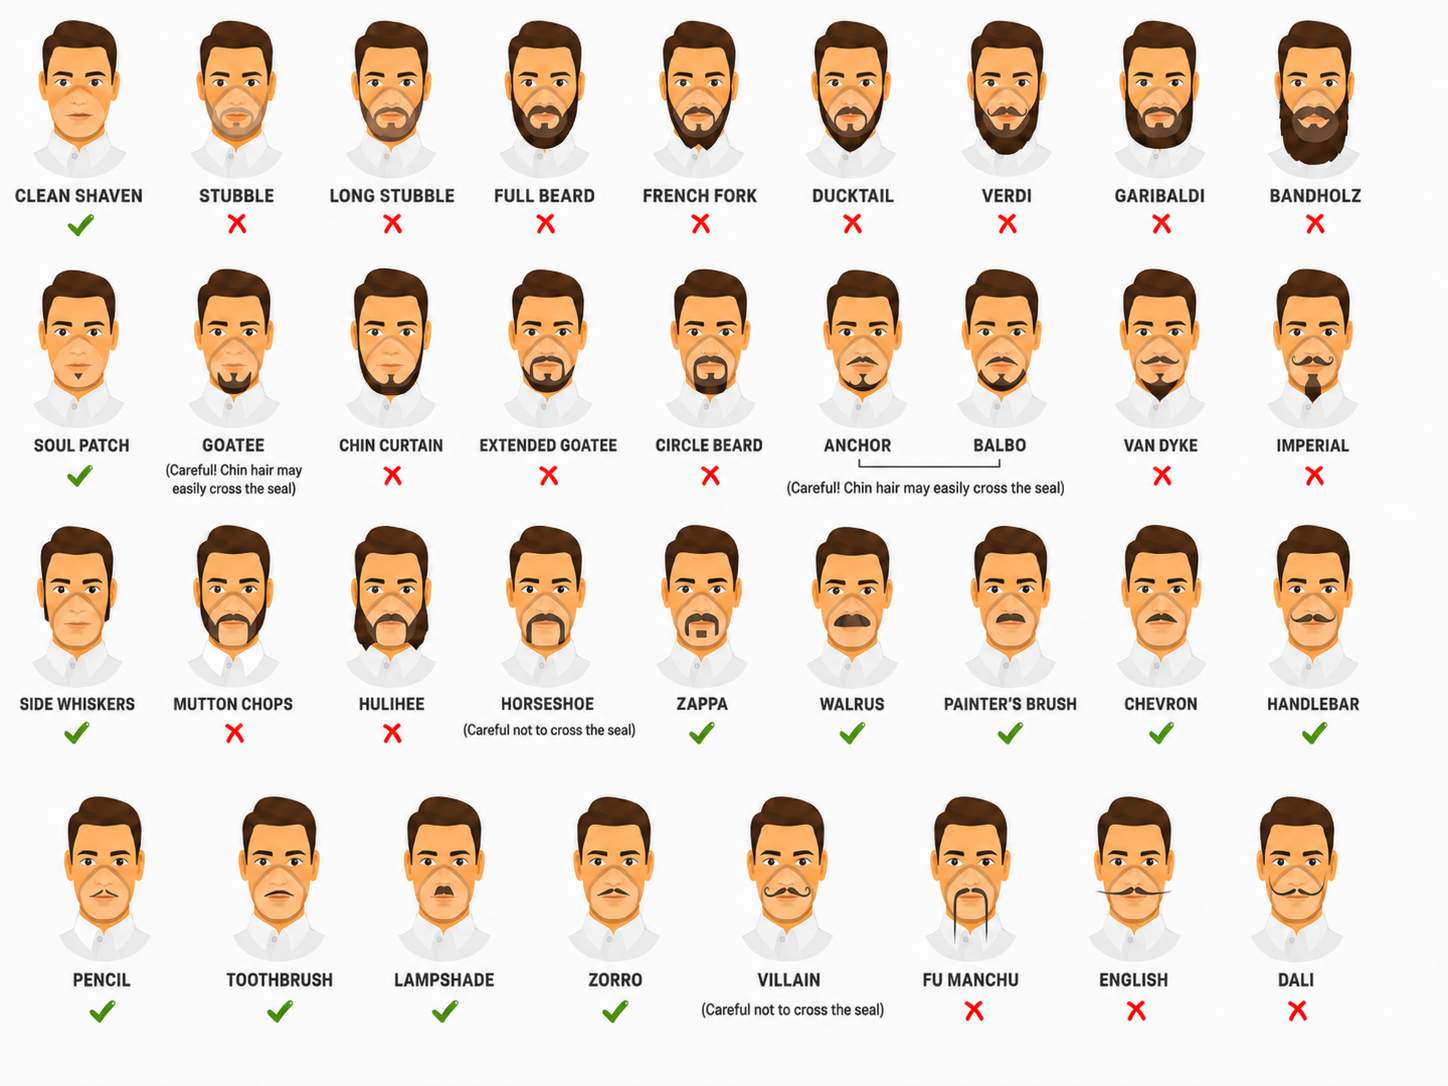 CLEAN SHAVEN
STUBBLE
LONG STUBBLE
FULL BEARD
FRENCH FORK
DUCKTAIL
VERDI
GARIBALDI
BANDHOLZ
SOUL PATCH
GOATEE
(Careful! Chin hair may
easily cross the seal)
CHIN CURTAIN
EXTENDED GOATEE
CIRCLE BEARD
ANCHOR
BALBO
(Careful! Chin hair may easily cross the seal)
VAN DYKE
IMPERIAL
SIDE WHISKERS
MUTTON CHOPS
HULIHEE
HORSESHOE
(Careful not to cross the seal)
ZAPPA
WALRUS
PAINTER'S BRUSH
CHEVRON
HANDLEBAR
PENCIL
TOOTHBRUSH
LAMPSHADE
ZORRO
VILLAIN
(Careful not to cross the seal)
FU MANCHU
ENGLISH
DALI